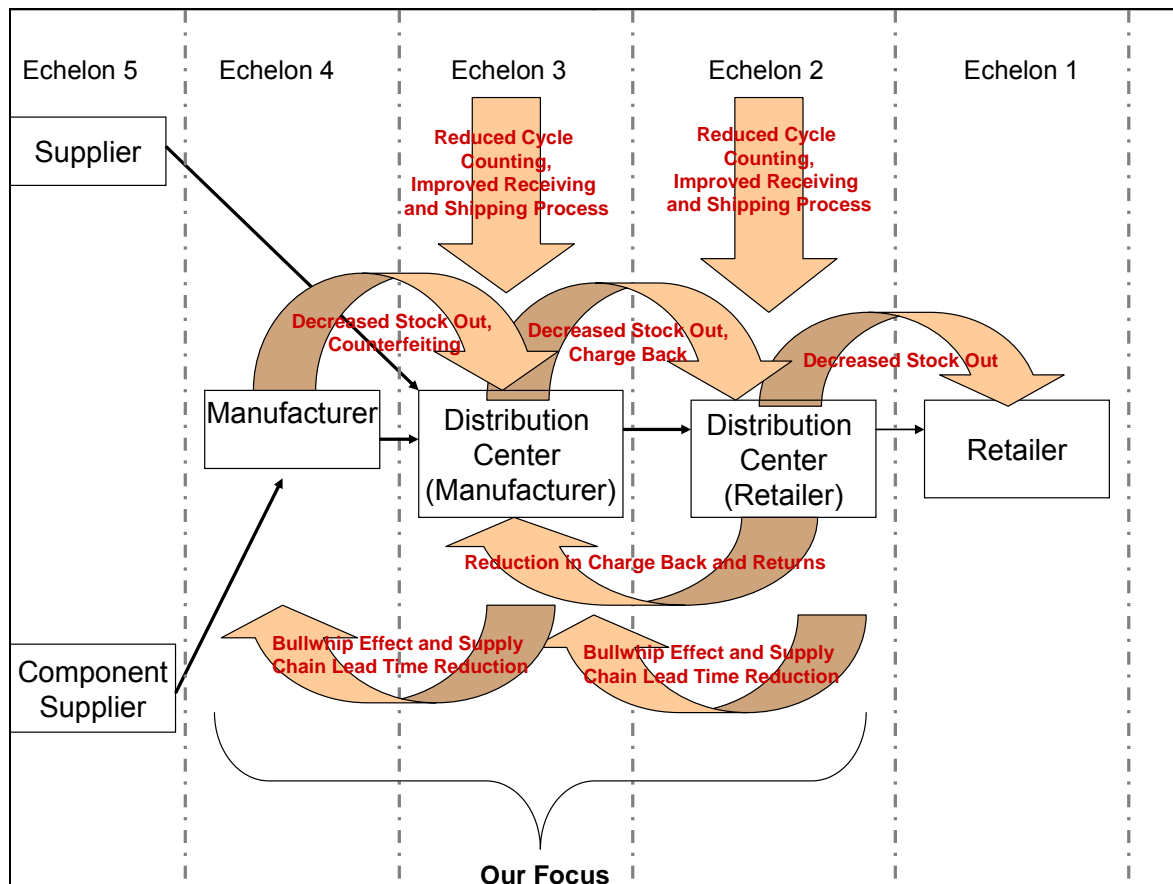 Echelon 5
Echelon 4
Echelon 3
Echelon 2
Echelon 1
Supplier
Reduced Cycle
Counting,
Improved Receiving
and Shipping Process
Reduced Cycle
Counting,
Improved Receiving
and Shipping Process
Decreased Stock Out,
Counterfeiting
Decreased Stock Out,
Charge Back
Decreased Stock Out
Manufacturer
Distribution
Center
(Manufacturer)
Distribution
Center
(Retailer)
Retailer
Reduction in Charge Back and Returns
Component
Supplier
Bullwhip Effect and Supply
Chain Lead Time Reduction
Bullwhip Effect and Supply
Chain Lead Time Reduction
Our Focus